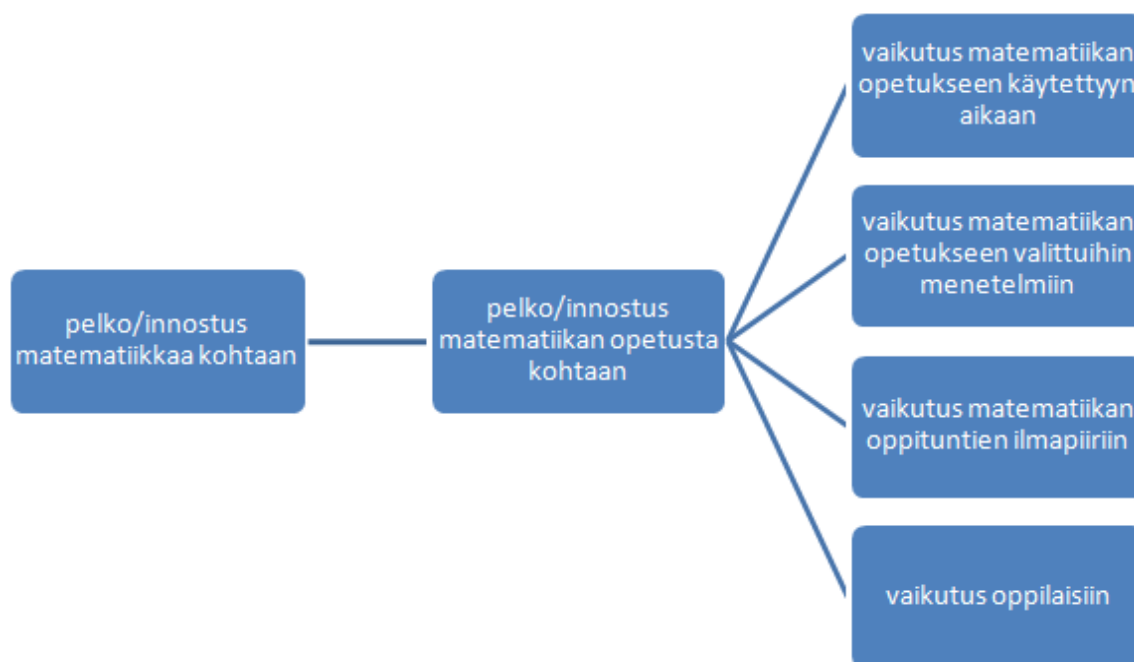 pelko/innostus
matematiikkaa kohtaan
pelko/innostus
matematiikan opetusta
kohtaan
vaikutus matematiikan
opetukseen käytettyyn
aikaan
vaikutus matematiikan
opetukseen valittuihin
menetelmiin
vaikutus matematiikan
oppituntien ilmapiiriin
vaikutus oppilaisiin